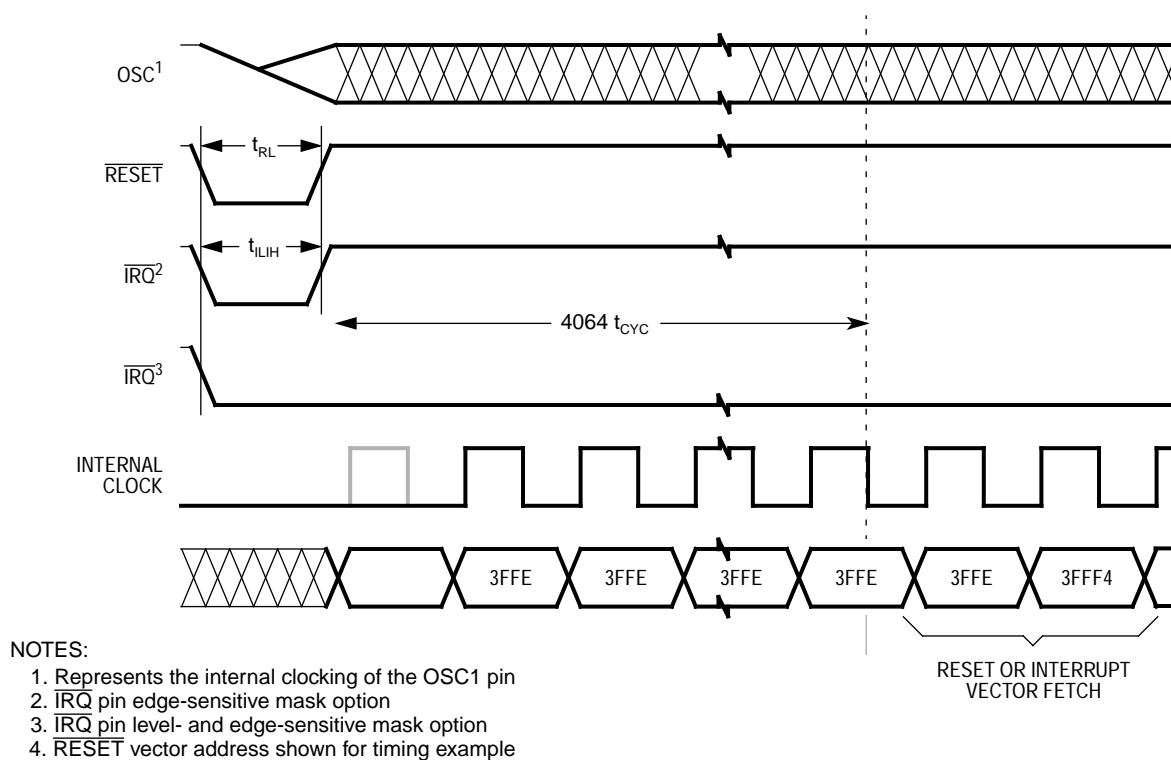 OSC1
tRL
RESET
tILIH
IRQ2
4064 tCYC
IRQ3
INTERNAL
CLOCK
3FFE 3FFE 3FFE 3FFE 3FFE 3FFF4
RESET OR INTERRUPT
VECTOR FETCH
NOTES:
1. Represents the internal clocking of the OSC1 pin
2. IRQ pin edge-sensitive mask option
3. IRQ pin level- and edge-sensitive mask option
4. RESET vector address shown for timing example